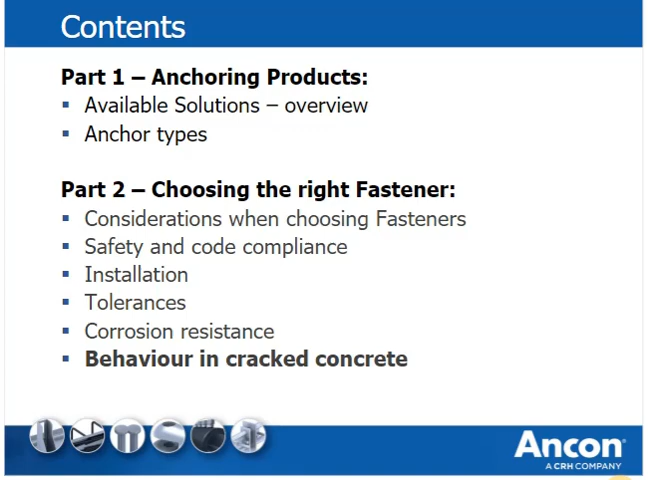 Contents
Part 1 – Anchoring Products:
▪ Available Solutions – overview
▪ Anchor types
Part 2 – Choosing the right Fastener:
▪ Considerations when choosing Fasteners
▪ Safety and code compliance
▪ Installation
▪ Tolerances
▪ Corrosion resistance
▪ Behaviour in cracked concrete
Ancon®
A CRH COMPANY